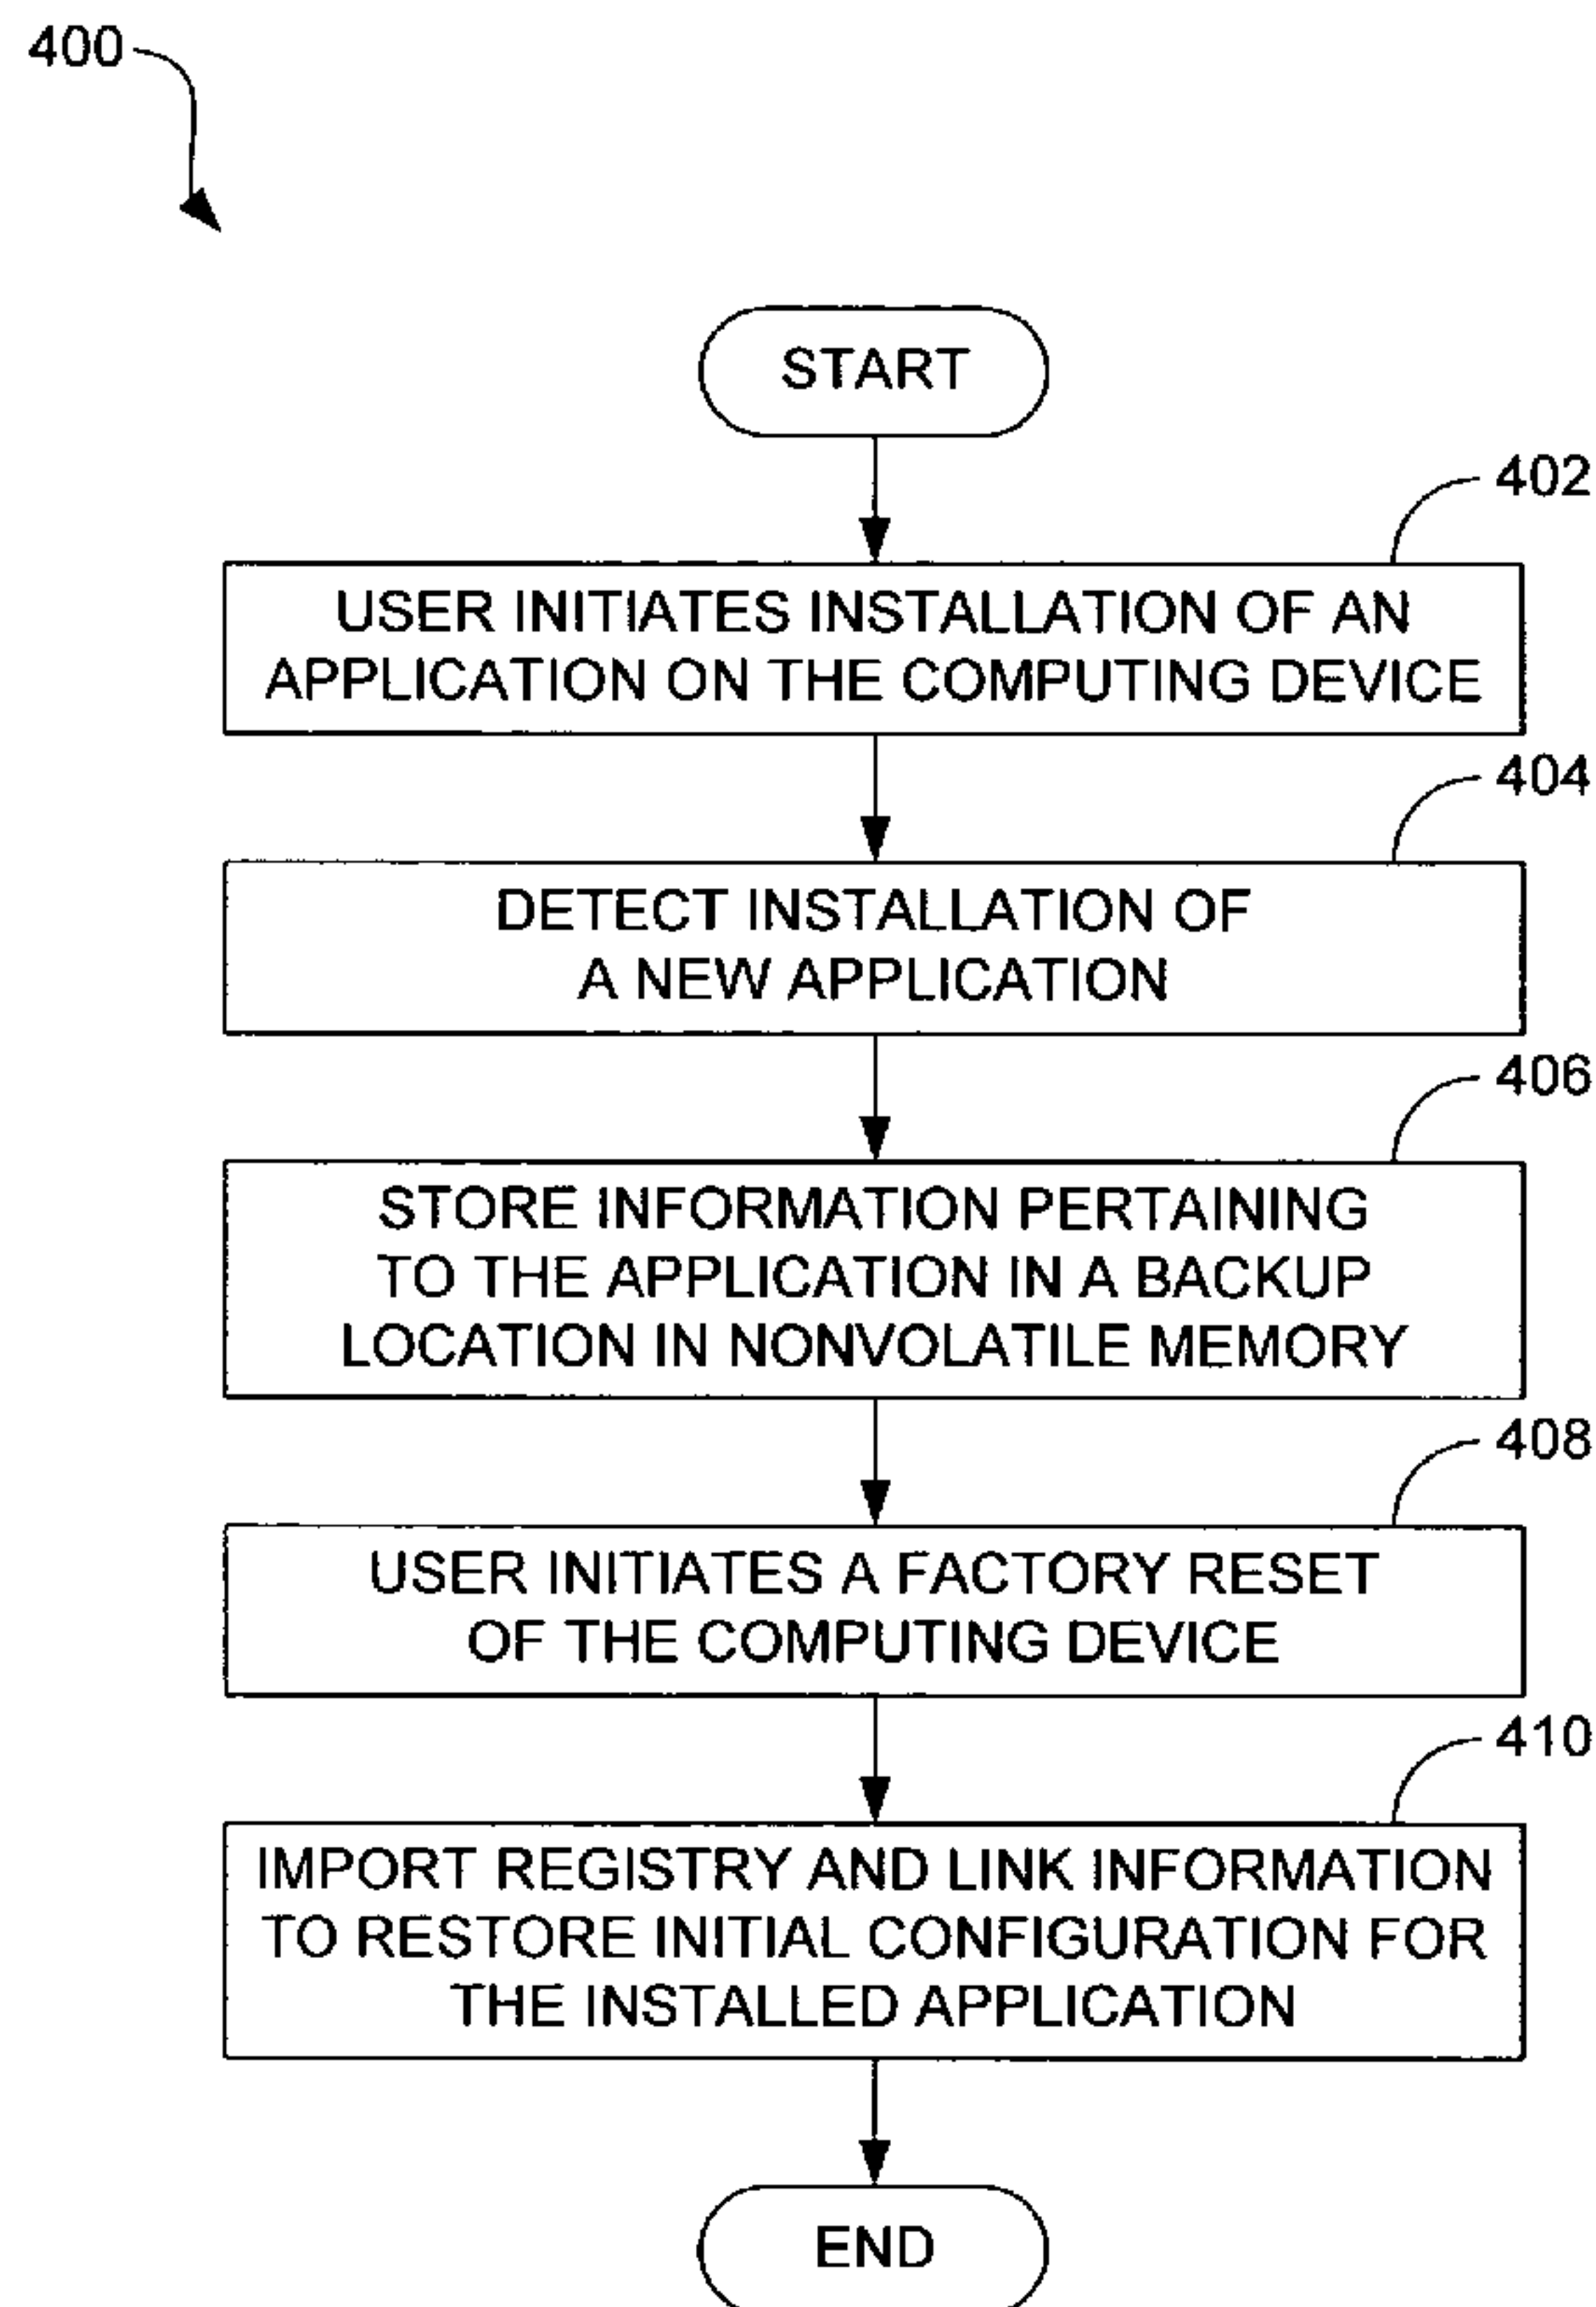 400
START
402
USER INITIATES INSTALLATION OF AN
APPLICATION ON THE COMPUTING DEVICE
404
DETECT INSTALLATION OF
A NEW APPLICATION
406
STORE INFORMATION PERTAINING
TO THE APPLICATION IN A BACKUP
LOCATION IN NONVOLATILE MEMORY
408
USER INITIATES A FACTORY RESET
OF THE COMPUTING DEVICE
410
IMPORT REGISTRY AND LINK INFORMATION
TO RESTORE INITIAL CONFIGURATION FOR
THE INSTALLED APPLICATION
END